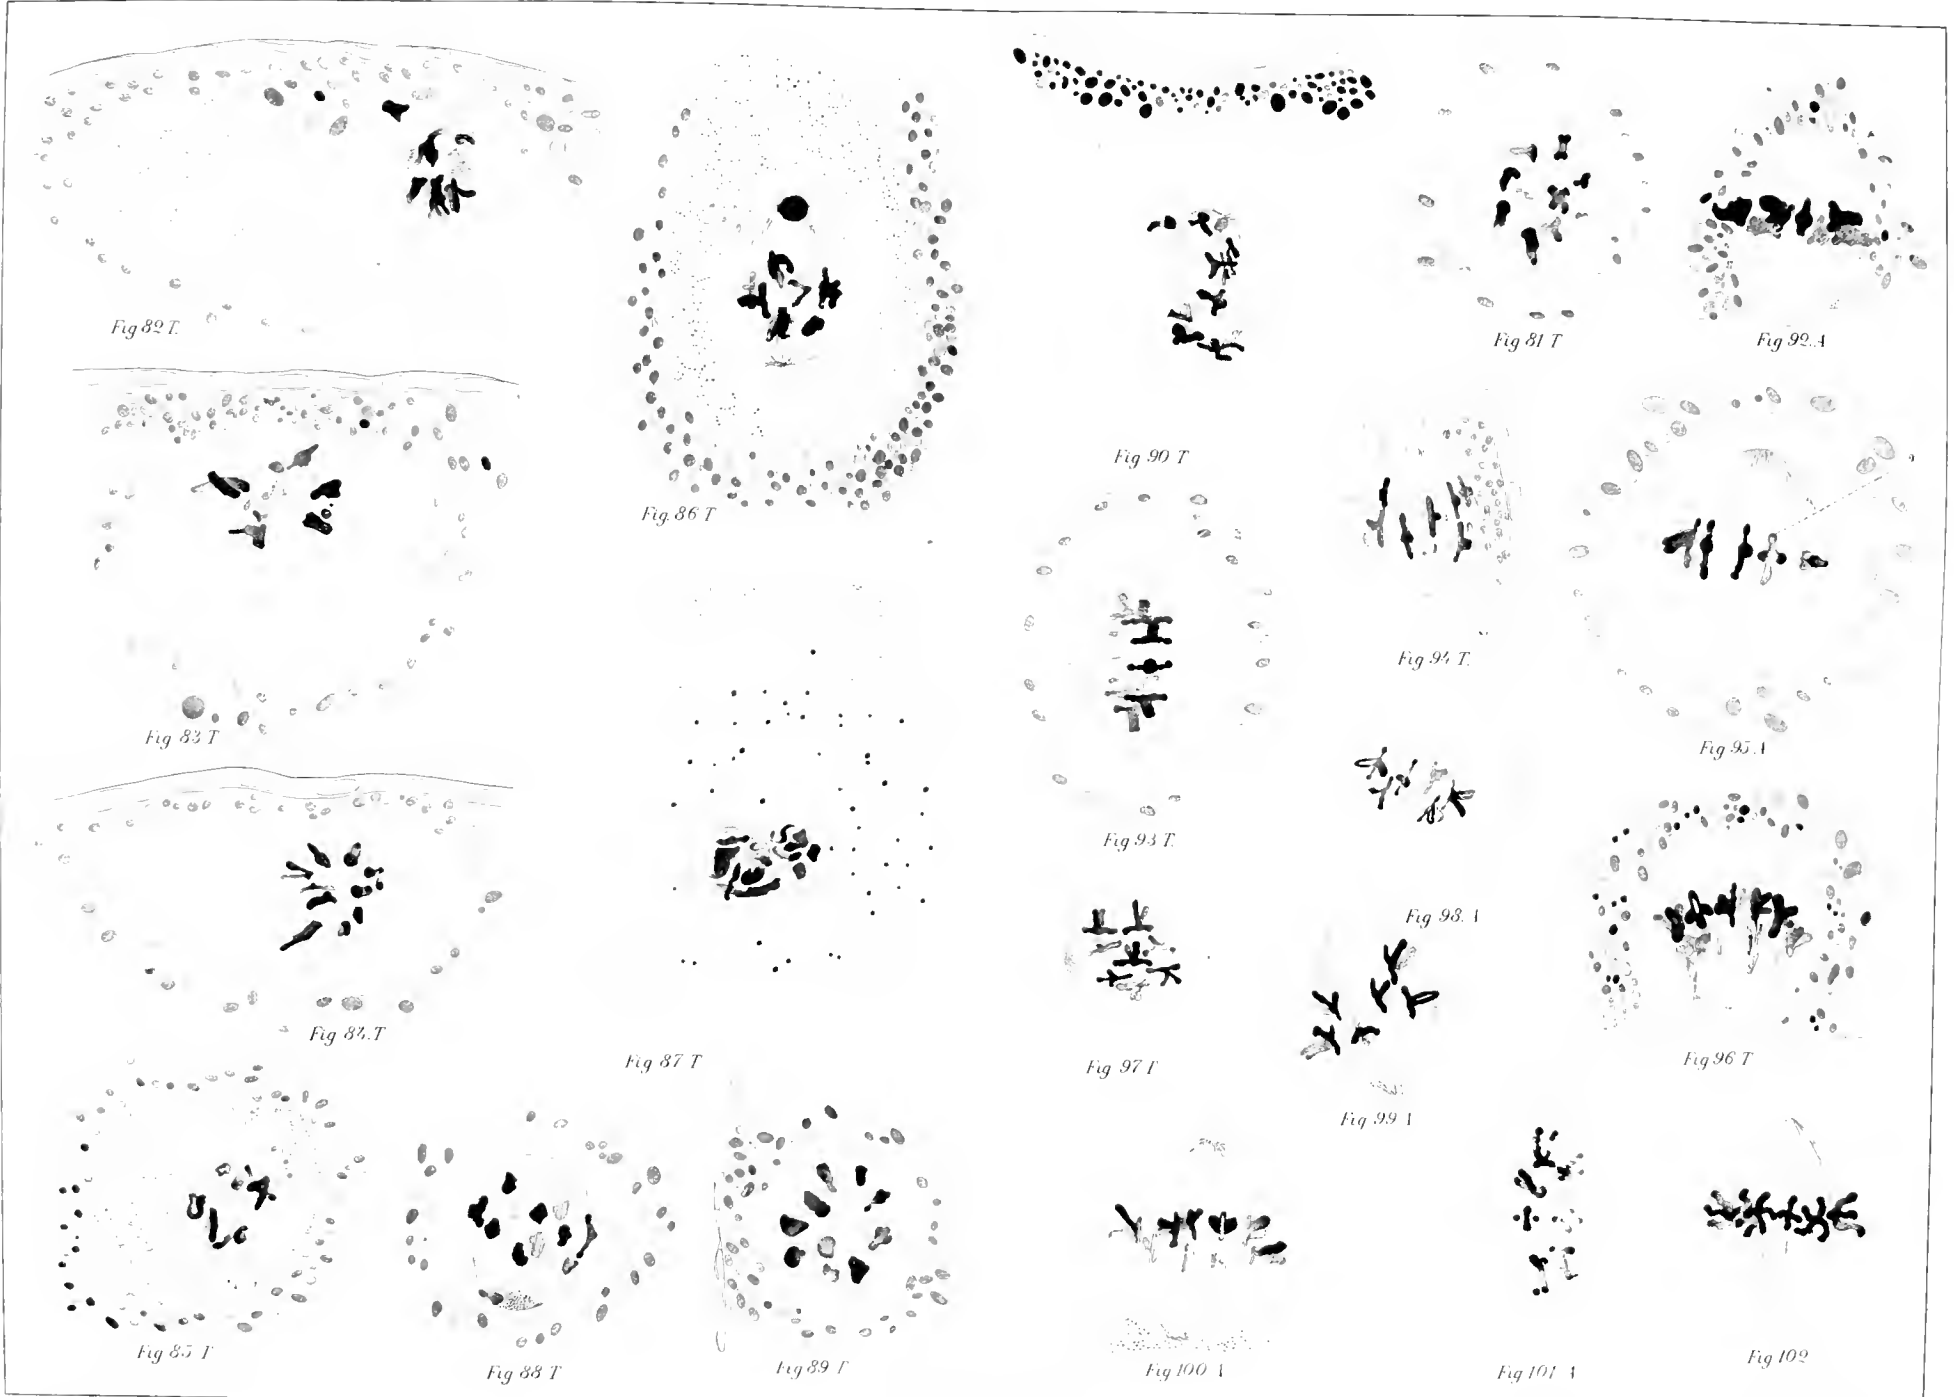 Fig 82 T.
Fig. 86 T
Fig 90 T
Fig 81 T
Fig 92. A
Fig 83 T
Fig 94 T.
Fig 95. A
Fig 93 T.
Fig 84. T
Fig 87 T
Fig 97 T
Fig 98. A
Fig 99 A
Fig 96 T
Fig 85 T
Fig 88 T
Fig 89 T
Fig 100 A
Fig 101 A
Fig 102